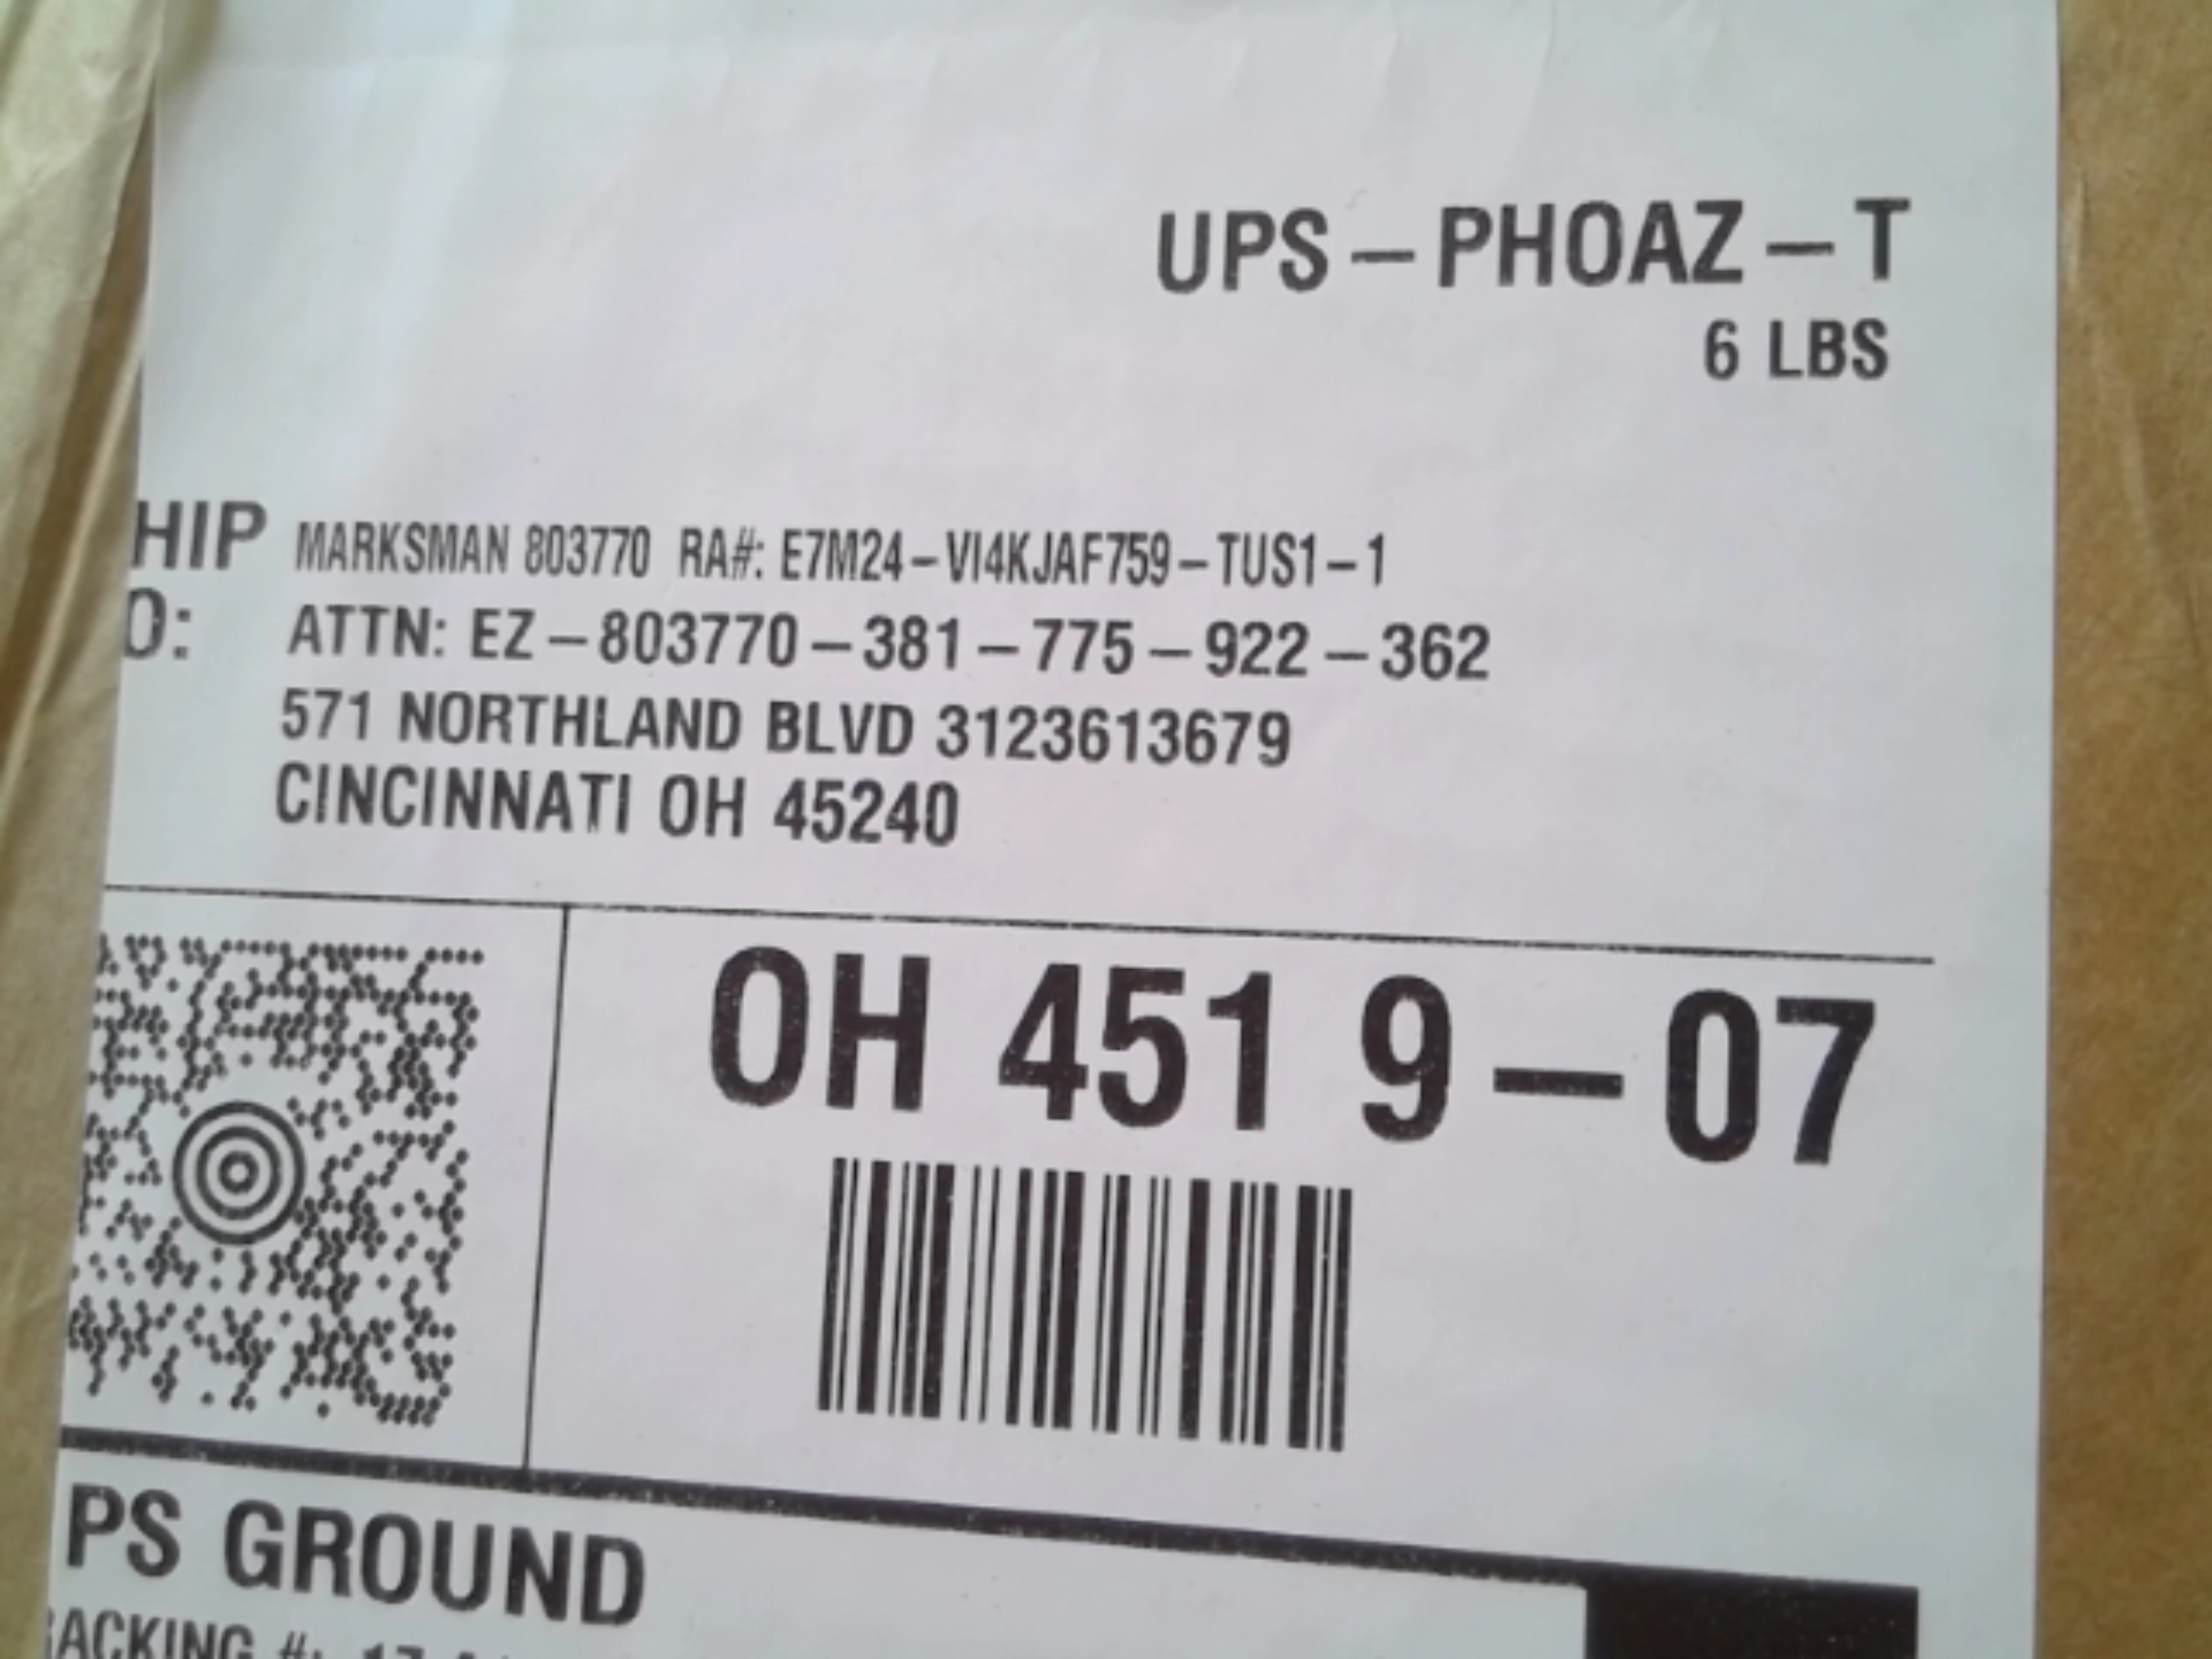 UPS – PHOAZ – T
6 LBS
HIP MARKSMAN 803770 RA#: E7M24–VI4KJAF759–TUS1–1
O: ATTN: EZ–803770–381–775–922–362
571 NORTHLAND BLVD 3123613679
CINCINNATI OH 45240
OH 451 9–07
PS GROUND
ACKING #: